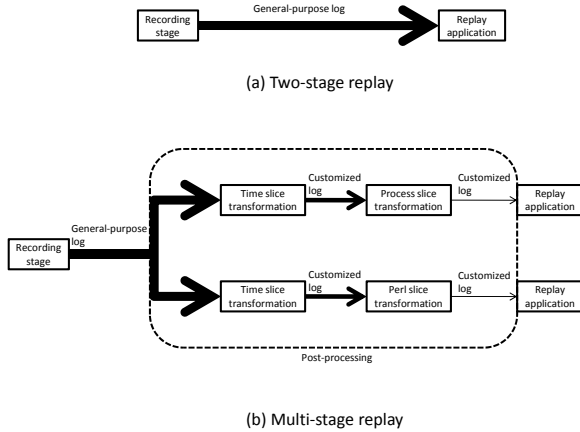 General-purpose log
Recording
stage
Replay
application
(a) Two-stage replay
Time slice
transformation
Customized
log
Process slice
transformation
Customized
log
Replay
application
General-purpose
log
Recording
stage
Time slice
transformation
Customized
log
Perl slice
transformation
Customized
log
Replay
application
Post-processing
(b) Multi-stage replay